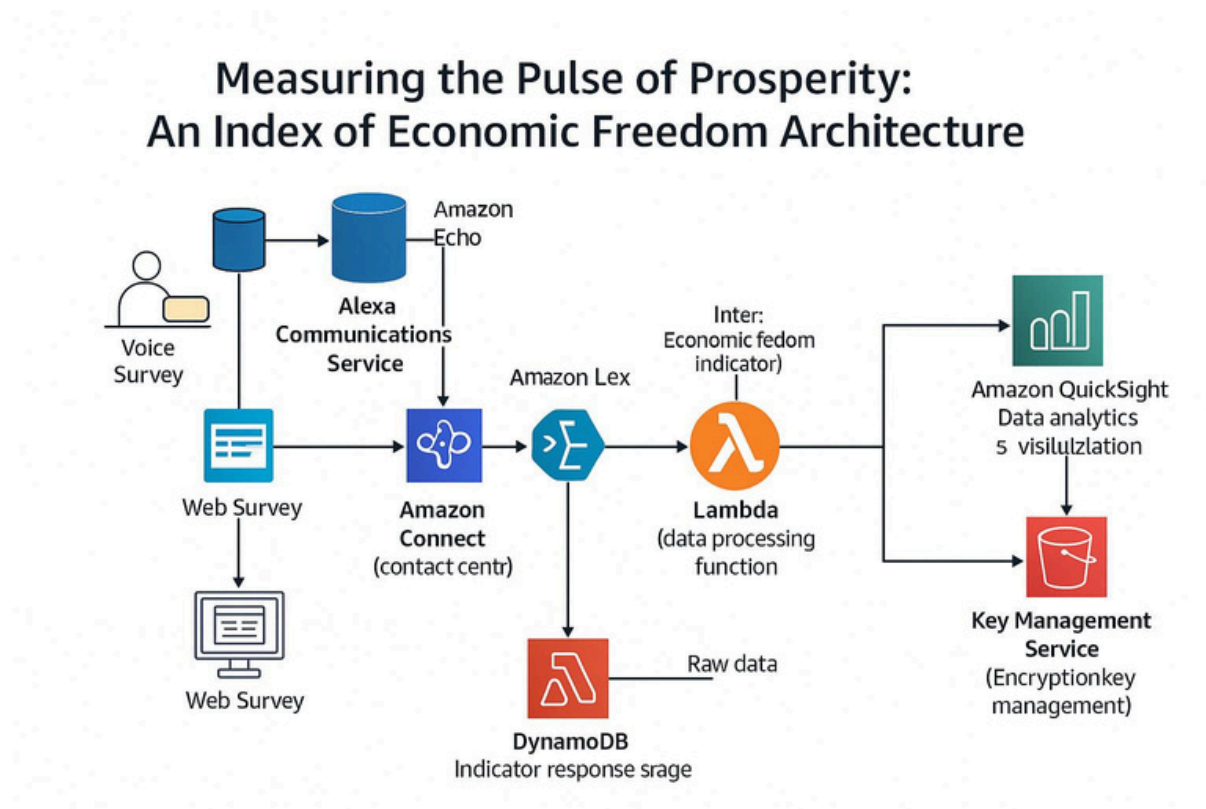 Measuring the Pulse of Prosperity:
An Index of Economic Freedom Architecture
Amazon
Echo
Voice
Survey
Alexa
Communications
Service
Inter:
Economic fedom
indicator)
Amazon Lex
Amazon QuickSight
Data analytics
5 visilulzlation
Web Survey
Amazon
Connect
(contact centr)
Lambda
(data processing
function
Key Management
Service
(Encryptionkey
management)
Web Survey
Raw data
DynamoDB
Indicator response srage